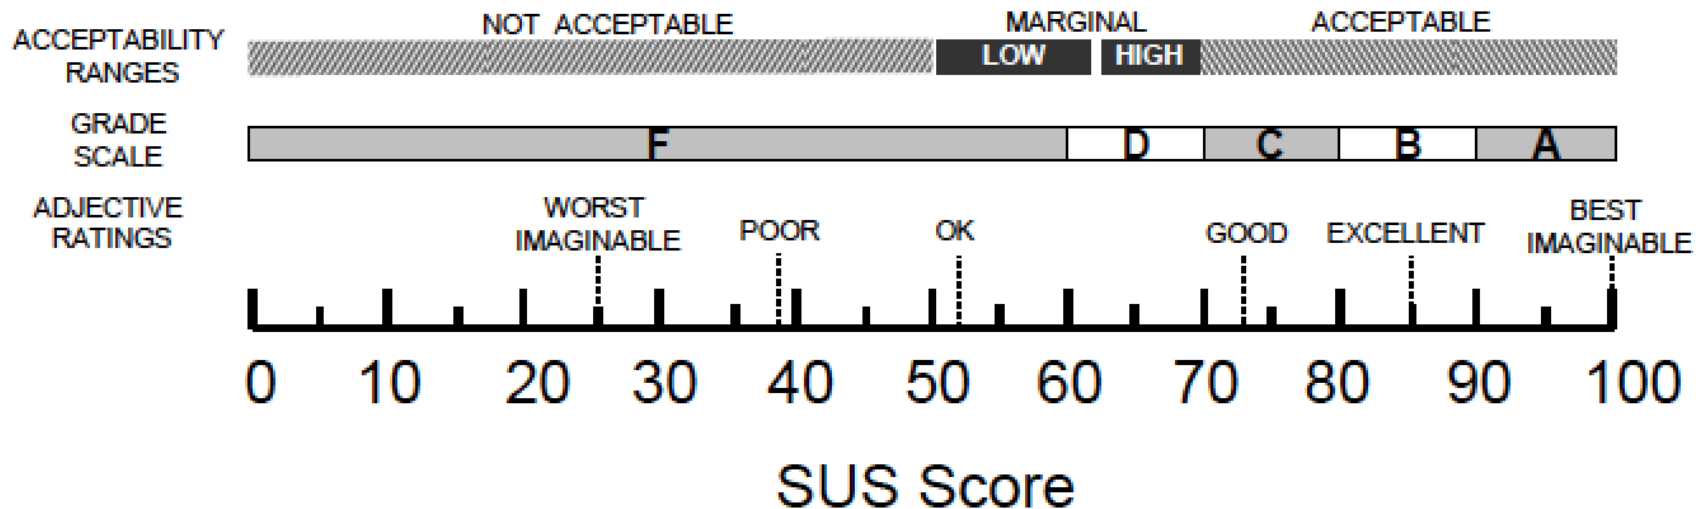 NOT ACCEPTABLE MARGINAL ACCEPTABLE
ACCEPTABILITY
RANGES
LOW HIGH
GRADE
SCALE
F D C B A
ADJECTIVE
RATINGS
WORST
IMAGINABLE
POOR
OK
GOOD
EXCELLENT
BEST
IMAGINABLE
0 10 20 30 40 50 60 70 80 90 100
SUS Score